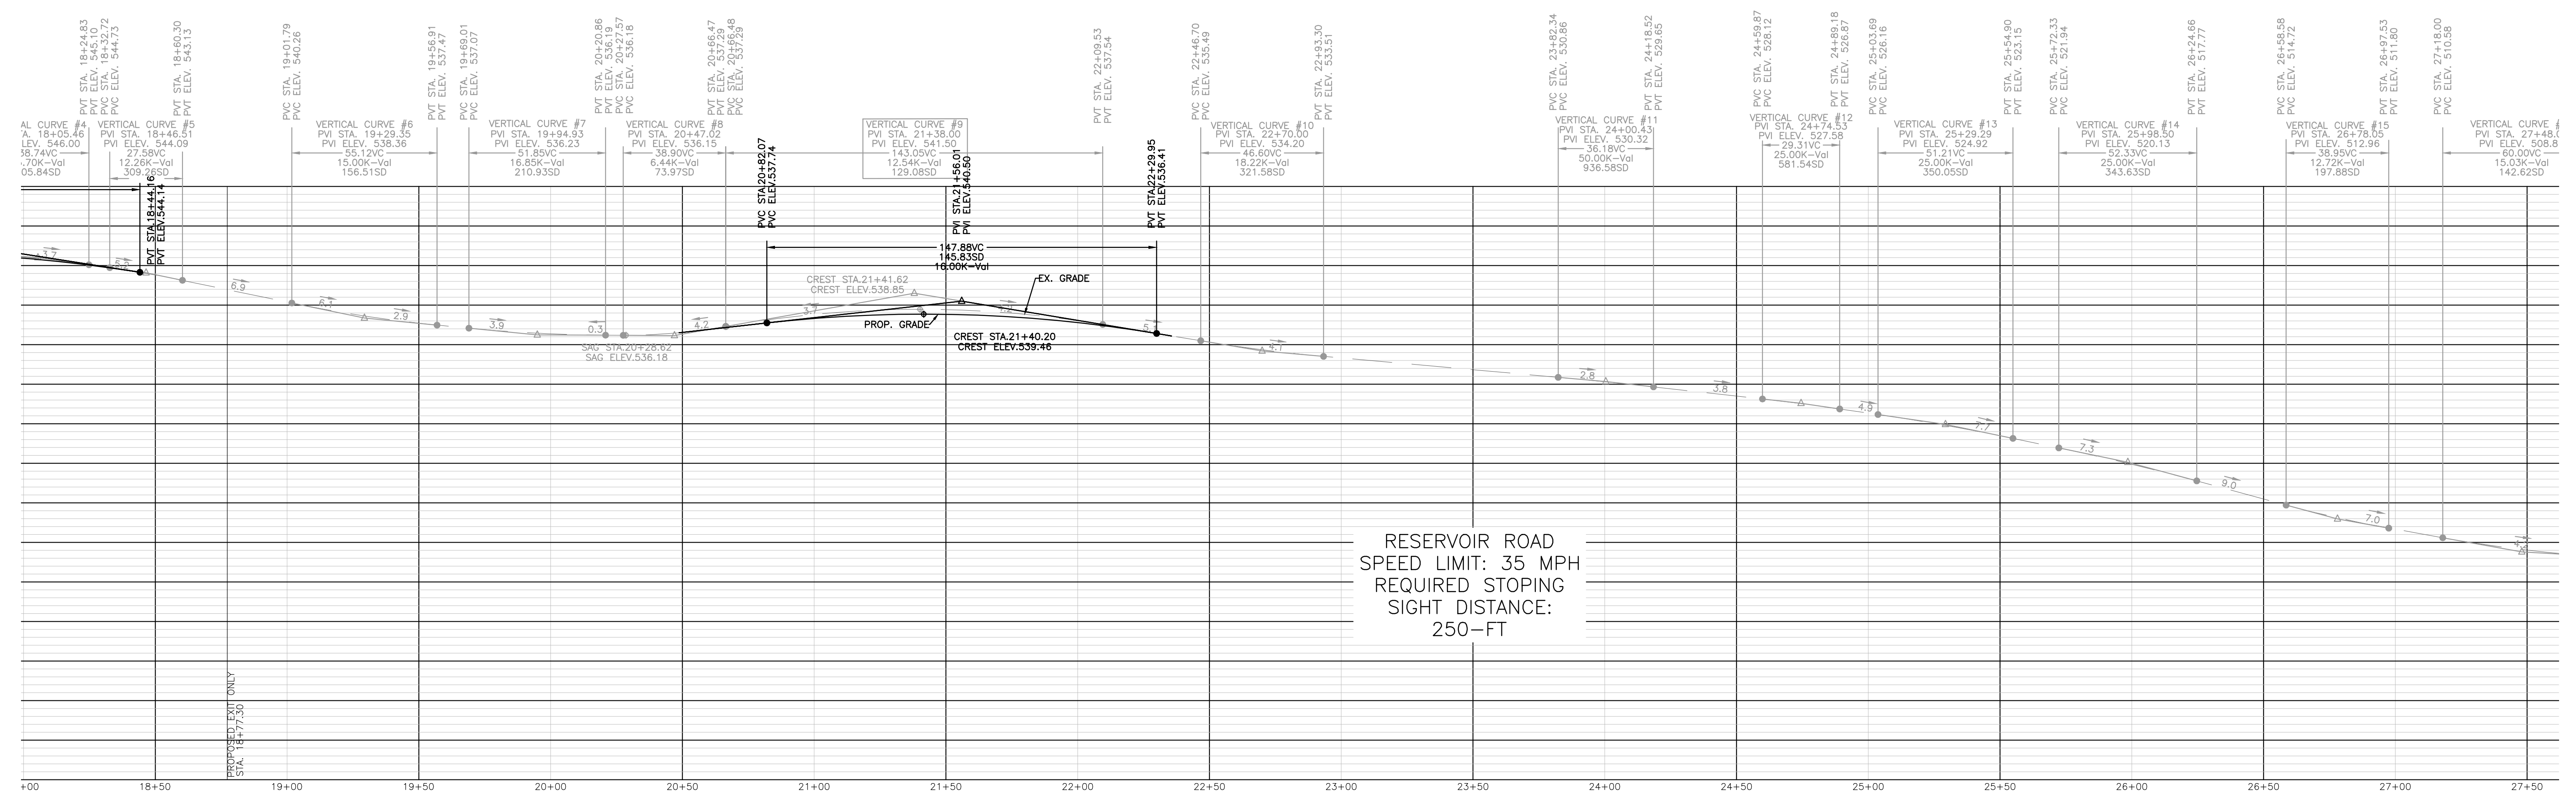 PVT STA. 18+24.83
PVT ELEV. 545.10
PVC STA. 18+32.72
PVC ELEV. 544.73
PVT STA. 18+60.30
PVT ELEV. 543.13
PVC STA. 19+01.79
PVC ELEV. 540.26
PVT STA. 19+56.91
PVT ELEV. 537.47
PVC STA. 19+69.01
PVC ELEV. 537.07
PVT STA. 20+20.86
PVT ELEV. 536.19
PVC STA. 20+27.57
PVC ELEV. 536.18
PVT STA. 20+66.47
PVT ELEV. 537.29
PVC STA. 20+66.48
PVC ELEV. 537.29
PVT STA. 22+09.53
PVT ELEV. 537.54
PVC STA. 22+46.70
PVC ELEV. 535.49
PVT STA. 22+93.30
PVT ELEV. 533.51
PVC STA. 23+82.34
PVC ELEV. 530.86
PVT STA. 24+18.52
PVT ELEV. 529.65
PVC STA. 24+59.87
PVC ELEV. 528.12
PVT STA. 24+89.18
PVT ELEV. 526.87
PVC STA. 25+03.69
PVC ELEV. 526.16
PVT STA. 25+54.90
PVT ELEV. 523.15
PVC STA. 25+72.33
PVC ELEV. 521.94
PVT STA. 26+24.66
PVT ELEV. 517.77
PVC STA. 26+58.58
PVC ELEV. 514.72
PVT STA. 26+97.53
PVT ELEV. 511.80
PVC STA. 27+18.00
PVC ELEV. 510.58
AL CURVE #4
A. 18+05.46
LEV. 546.00
8.74VC
.70K-Val
05.84SD
VERTICAL CURVE #5
PVI STA. 18+46.51
PVI ELEV. 544.09
27.58VC
12.26K-Val
309.26SD
VERTICAL CURVE #6
PVI STA. 19+29.35
PVI ELEV. 538.36
55.12VC
15.00K-Val
156.51SD
VERTICAL CURVE #7
PVI STA. 19+94.93
PVI ELEV. 536.23
51.85VC
16.85K-Val
210.93SD
VERTICAL CURVE #8
PVI STA. 20+47.02
PVI ELEV. 536.15
38.90VC
6.44K-Val
73.97SD
VERTICAL CURVE #9
PVI STA. 21+38.00
PVI ELEV. 541.50
143.05VC
12.54K-Val
129.08SD
VERTICAL CURVE #10
PVI STA. 22+70.00
PVI ELEV. 534.20
46.60VC
18.22K-Val
321.58SD
VERTICAL CURVE #11
PVI STA. 24+00.43
PVI ELEV. 530.32
36.18VC
50.00K-Val
936.58SD
VERTICAL CURVE #12
PVI STA. 24+74.53
PVI ELEV. 527.58
29.31VC
25.00K-Val
581.54SD
VERTICAL CURVE #13
PVI STA. 25+29.29
PVI ELEV. 524.92
51.21VC
25.00K-Val
350.05SD
VERTICAL CURVE #14
PVI STA. 25+98.50
PVI ELEV. 520.13
52.33VC
25.00K-Val
343.63SD
VERTICAL CURVE #15
PVI STA. 26+78.05
PVI ELEV. 512.96
38.95VC
12.72K-Val
197.88SD
VERTICAL CURVE
PVI STA. 27+48.0
PVI ELEV. 508.8
60.00VC
15.03K-Val
142.62SD
PVT STA.18+44.16
PVT ELEV.544.14
PVC STA.20+82.07
PVC ELEV.537.74
PVI STA.21+56.01
PVI ELEV.540.50
PVT STA.22+29.95
PVT ELEV.536.41
147.88VC
145.83SD
16.00K-Val
CREST STA.21+41.62
CREST ELEV.538.85
EX. GRADE
PROP. GRADE
CREST STA.21+40.20
CREST ELEV.539.46
SAG STA.20+28.62
SAG ELEV.536.18
3.7
6.9
2.9
3.9
0.3
4.2
3.7
4.1
2.8
3.8
4.9
7.7
7.3
9.0
7.0
RESERVOIR ROAD
SPEED LIMIT: 35 MPH
REQUIRED STOPING
SIGHT DISTANCE:
250-FT
PROPOSED EXIT ONLY
STA. 18+77.30
+00 18+50 19+00 19+50 20+00 20+50 21+00 21+50 22+00 22+50 23+00 23+50 24+00 24+50 25+00 25+50 26+00 26+50 27+00 27+50